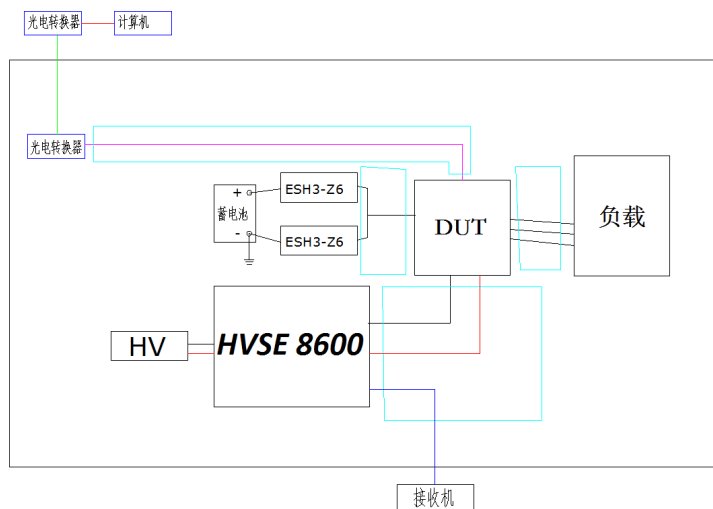 光电转换器
计算机
光电转换器
+
ESH3-Z6
蓄电池
-
ESH3-Z6
DUT
负载
HV
HVSE 8600
接收机